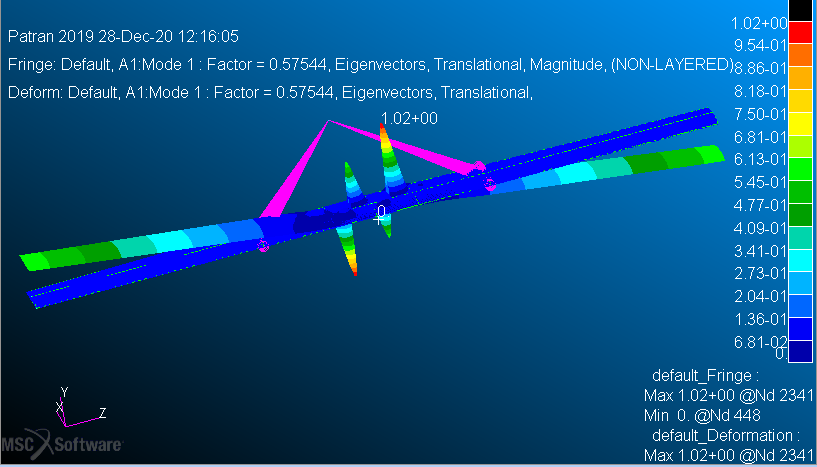 Patran 2019 28-Dec-20 12:16:05
Fringe: Default, A1:Mode 1 : Factor = 0.57544, Eigenvectors, Translational, Magnitude, (NON-LAYERED)
Deform: Default, A1:Mode 1 : Factor = 0.57544, Eigenvectors, Translational,
1.02+00
9.54-01
8.86-01
8.18-01
7.50-01
6.81-01
6.13-01
5.45-01
4.77-01
4.09-01
3.41-01
2.73-01
2.04-01
1.36-01
6.81-02
0.
1.02+00
0
default_Fringe :
Max 1.02+00 @Nd 2341
Min 0. @Nd 448
default_Deformation :
Max 1.02+00 @Nd 2341
Y
X
Z
MSC Software